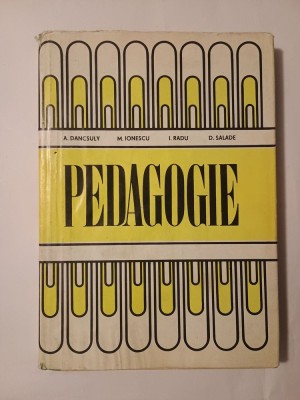 A. DANCSULY M. IONESCU I. RADU D. SALADE
PEDAGOGIE